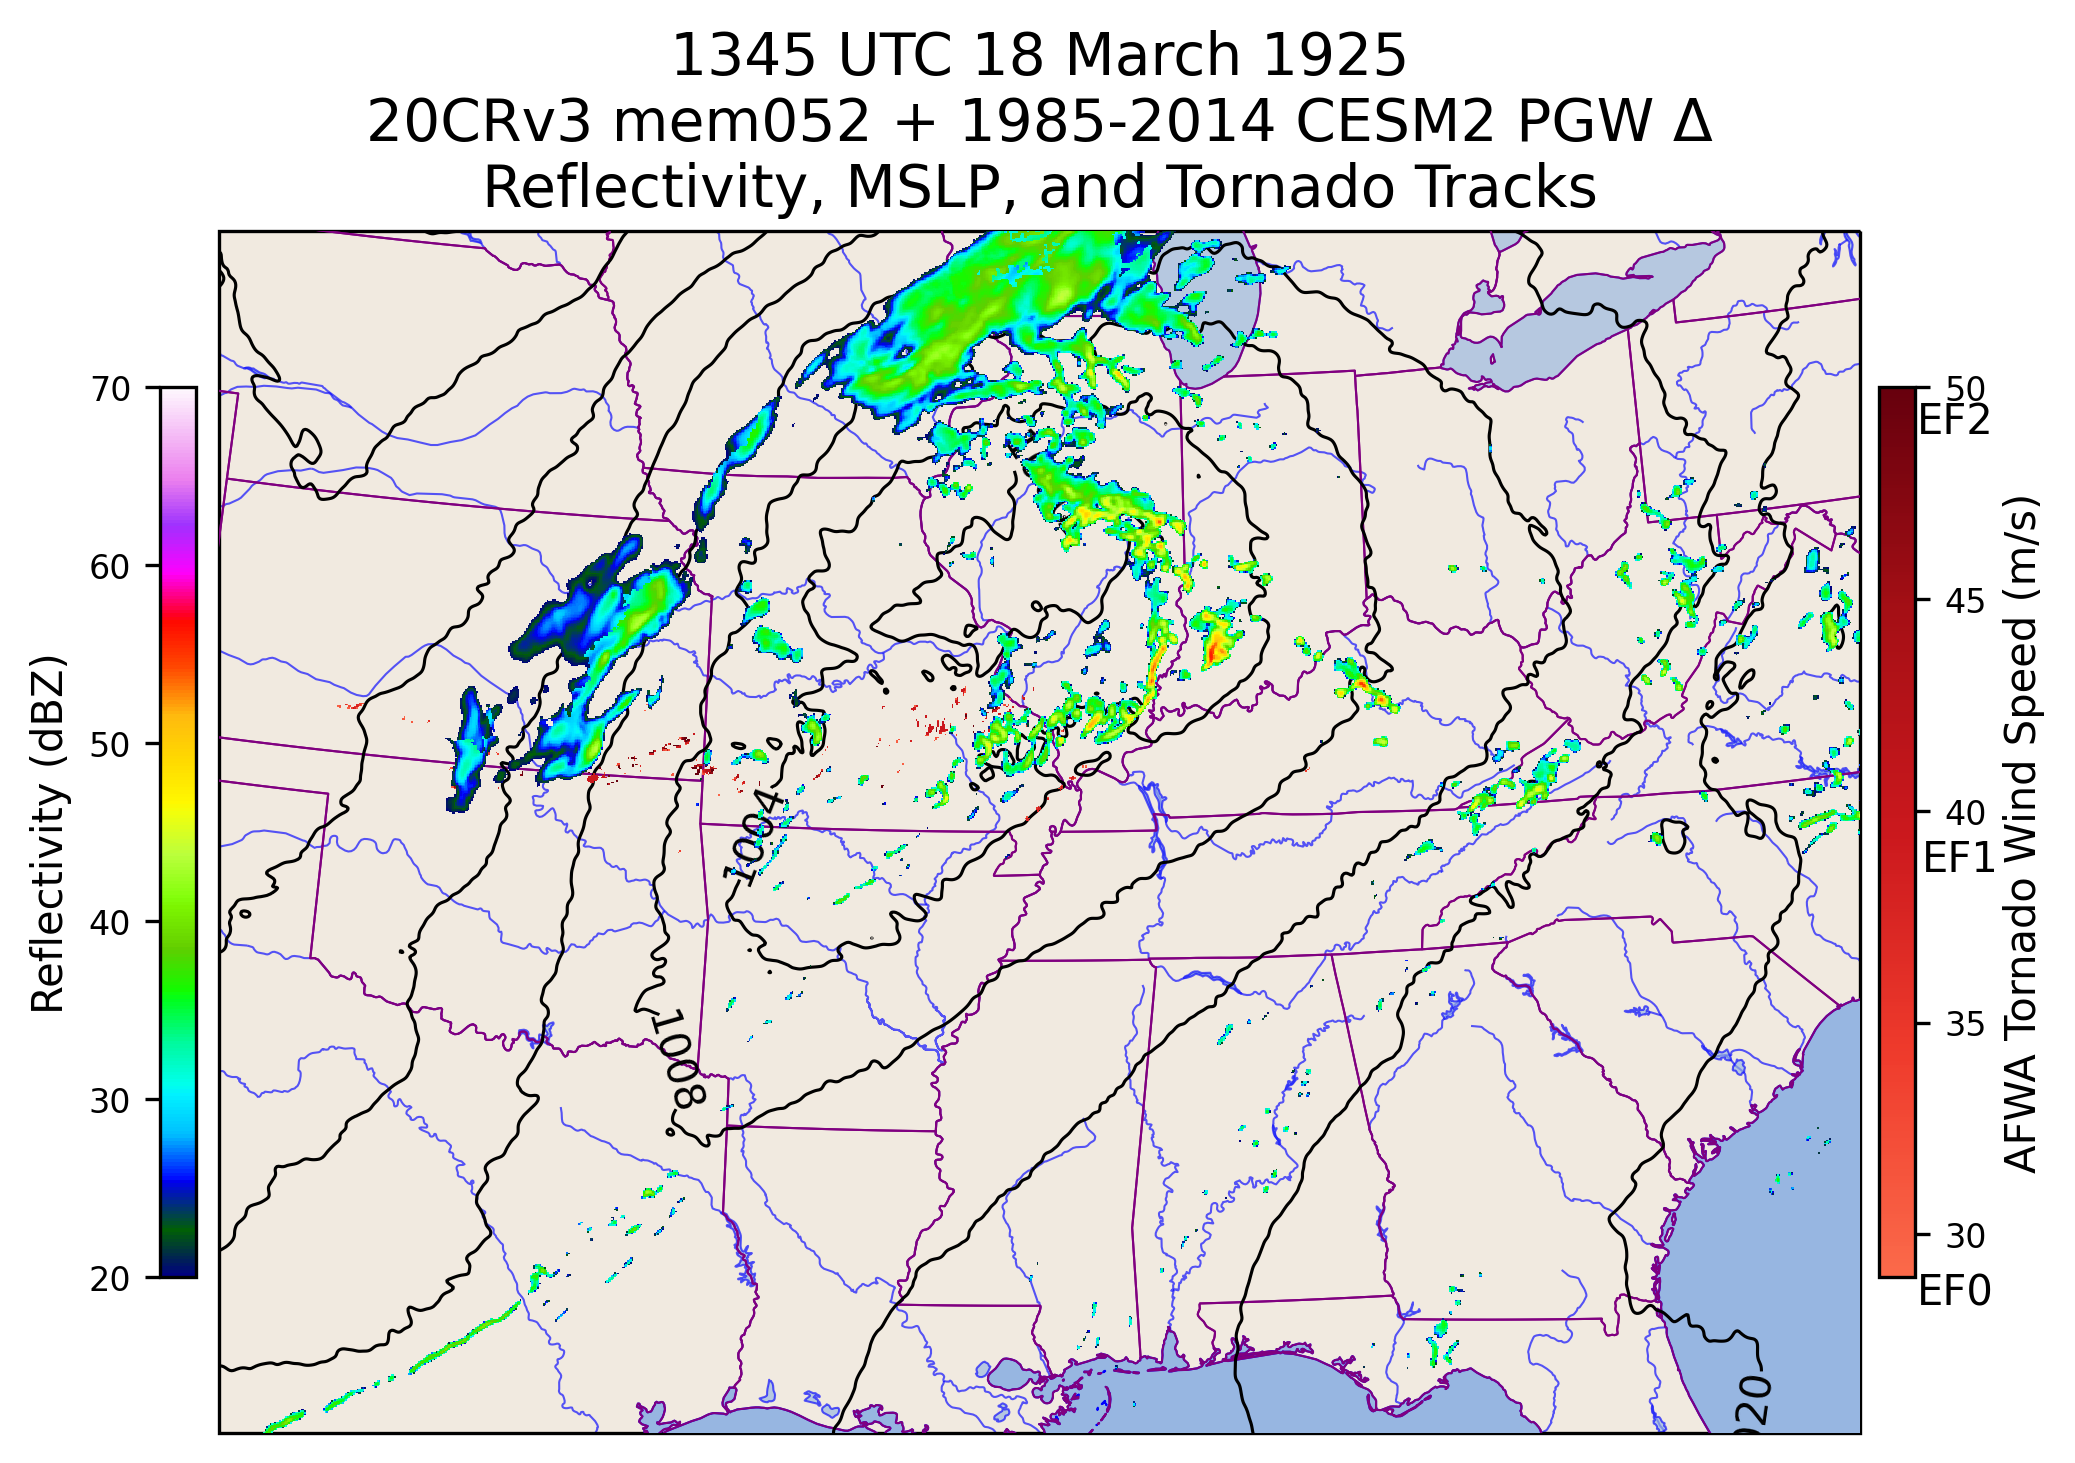 1345 UTC 18 March 1925
20CRv3 mem052 + 1985-2014 CESM2 PGW Δ
Reflectivity, MSLP, and Tornado Tracks
70
60
50
40
30
20
Reflectivity (dBZ)
1004
1008
020
50
EF2
45
40
EF1
35
30
EF0
AFWA Tornado Wind Speed (m/s)